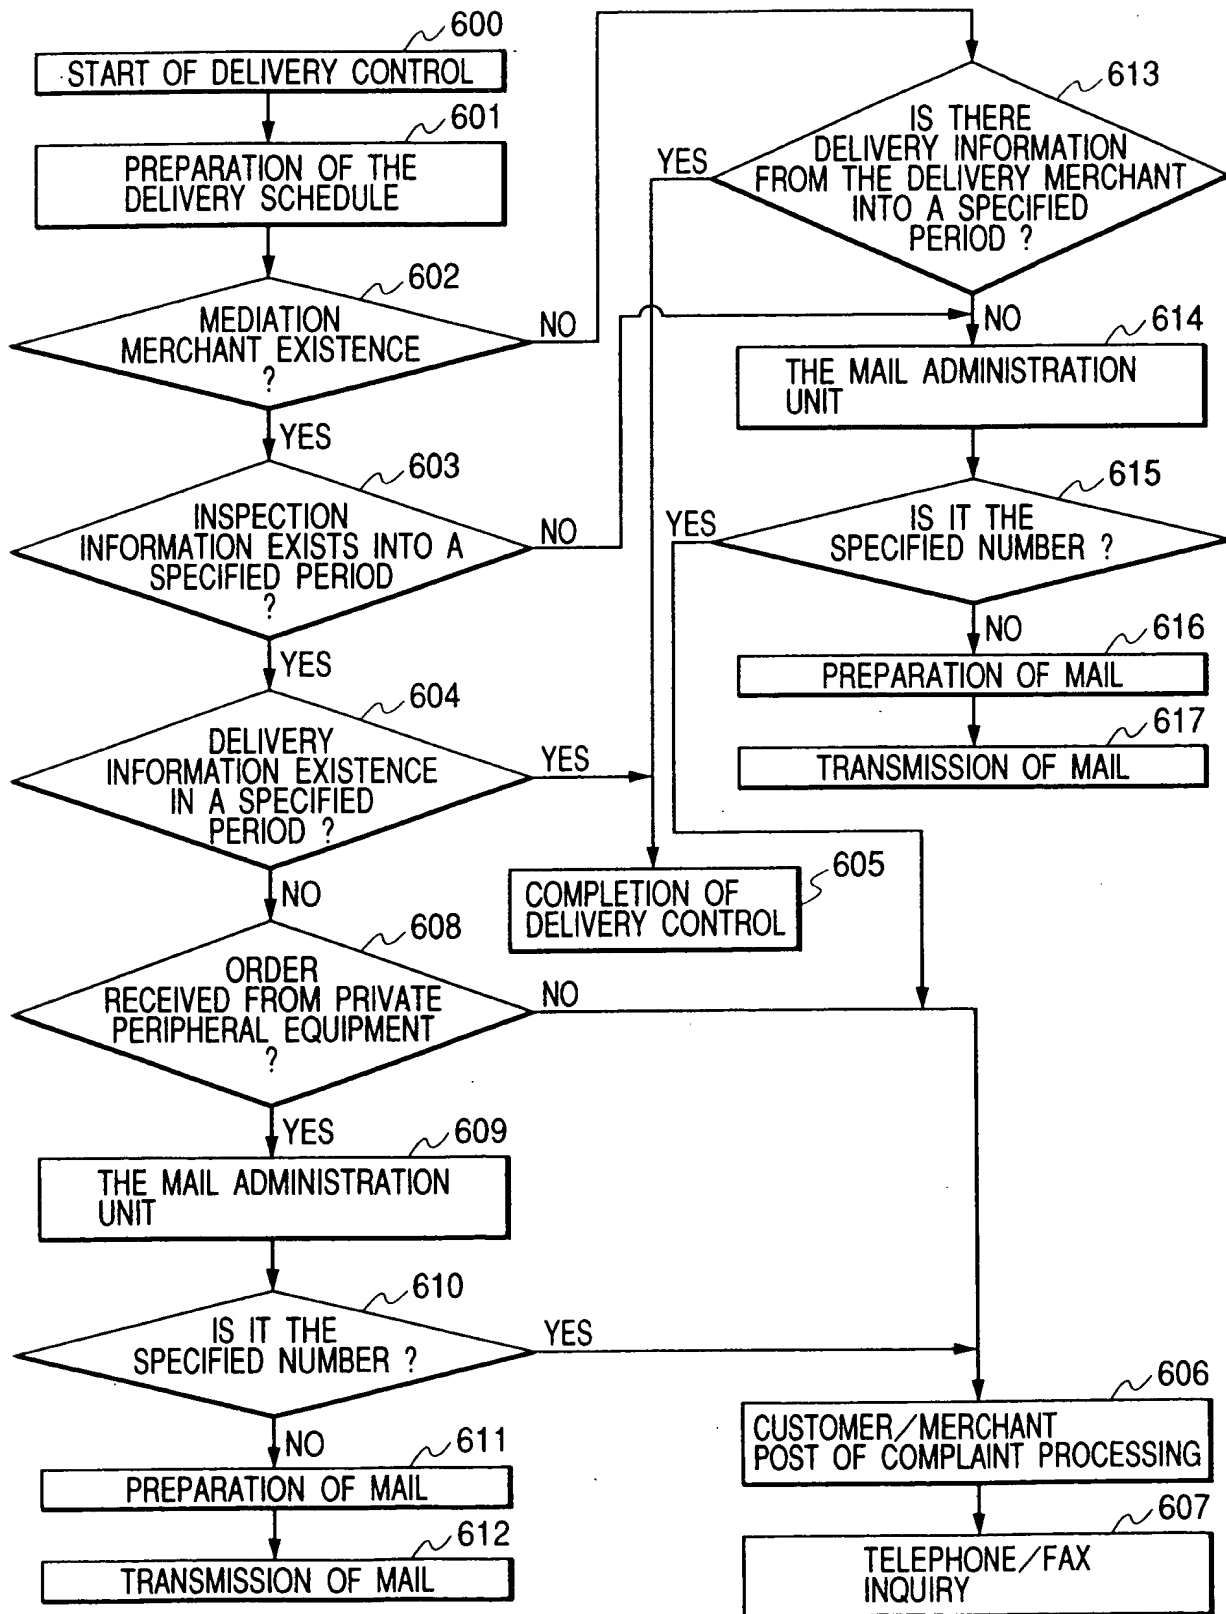 600
START OF DELIVERY CONTROL
601
PREPARATION OF THE
DELIVERY SCHEDULE
602
MEDIATION
MERCHANT EXISTENCE
?
NO
YES
603
INSPECTION
INFORMATION EXISTS INTO A
SPECIFIED PERIOD
?
NO
YES
604
DELIVERY
INFORMATION EXISTENCE
IN A SPECIFIED
PERIOD ?
YES
NO
605
COMPLETION OF
DELIVERY CONTROL
608
ORDER
RECEIVED FROM PRIVATE
PERIPHERAL EQUIPMENT
?
NO
YES
609
THE MAIL ADMINISTRATION
UNIT
610
IS IT THE
SPECIFIED NUMBER ?
YES
NO
611
PREPARATION OF MAIL
612
TRANSMISSION OF MAIL
613
IS THERE
DELIVERY INFORMATION
FROM THE DELIVERY MERCHANT
INTO A SPECIFIED
PERIOD ?
YES
NO
614
THE MAIL ADMINISTRATION
UNIT
615
IS IT THE
SPECIFIED NUMBER ?
YES
NO
616
PREPARATION OF MAIL
617
TRANSMISSION OF MAIL
606
CUSTOMER/MERCHANT
POST OF COMPLAINT PROCESSING
607
TELEPHONE/FAX
INQUIRY